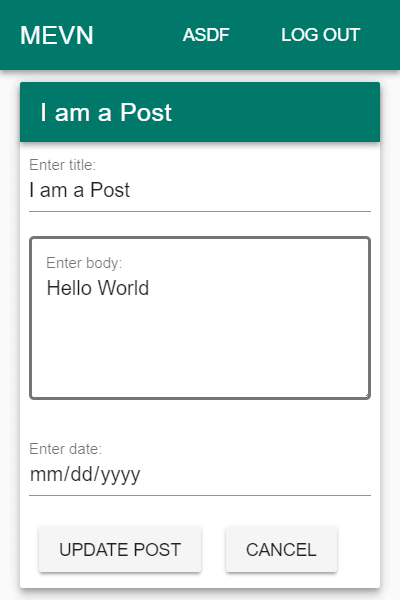 MEVN ASDF LOG OUT
I am a Post
Enter title:
I am a Post
Enter body:
Hello World
Enter date:
mm/dd/yyyy
UPDATE POST CANCEL